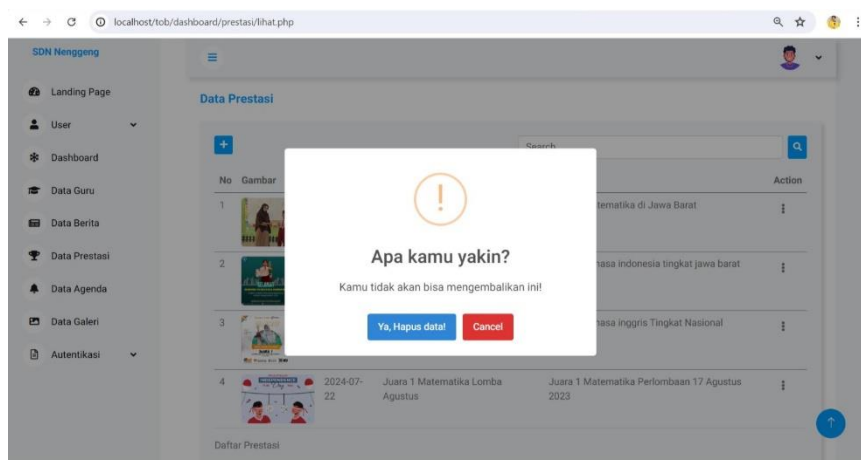 localhost/tob/dashboard/prestasi/lihat.php
SDN Nenggeng
Landing Page
User
Dashboard
Data Guru
Data Berita
Data Prestasi
Data Agenda
Data Galeri
Autentikasi
Data Prestasi
Search
No Gambar Action
1 tematika di Jawa Barat
2 hasa indonesia tingkat jawa barat
3 hasa inggris Tingkat Nasional
Apa kamu yakin?
Kamu tidak akan bisa mengembalikan ini!
Ya, Hapus data! Cancel
4 2024-07- Juara 1 Matematika Lomba Juara 1 Matematika Perlombaan 17 Agustus
22 Agustus 2023
Daftar Prestasi